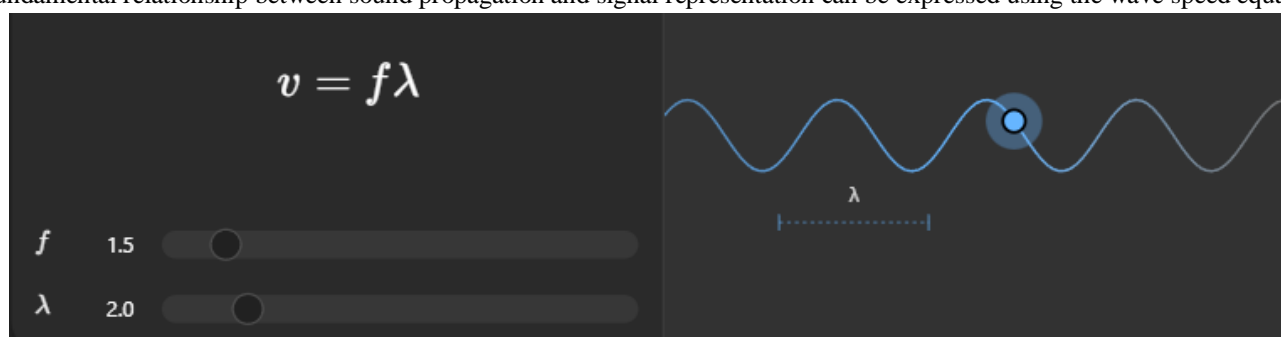 fundamental relationship between sound propagation and signal representation can be expressed using the wave speed
v = fλ
λ
f 1.5
λ 2.0